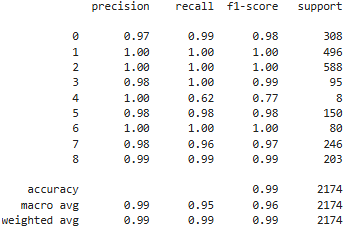 precision recall f1-score support
0 0.97 0.99 0.98 308
1 1.00 1.00 1.00 496
2 1.00 1.00 1.00 588
3 0.98 1.00 0.99 95
4 1.00 0.62 0.77 8
5 0.98 0.98 0.98 150
6 1.00 1.00 1.00 80
7 0.98 0.96 0.97 246
8 0.99 0.99 0.99 203
accuracy 0.99 2174
macro avg 0.99 0.95 0.96 2174
weighted avg 0.99 0.99 0.99 2174